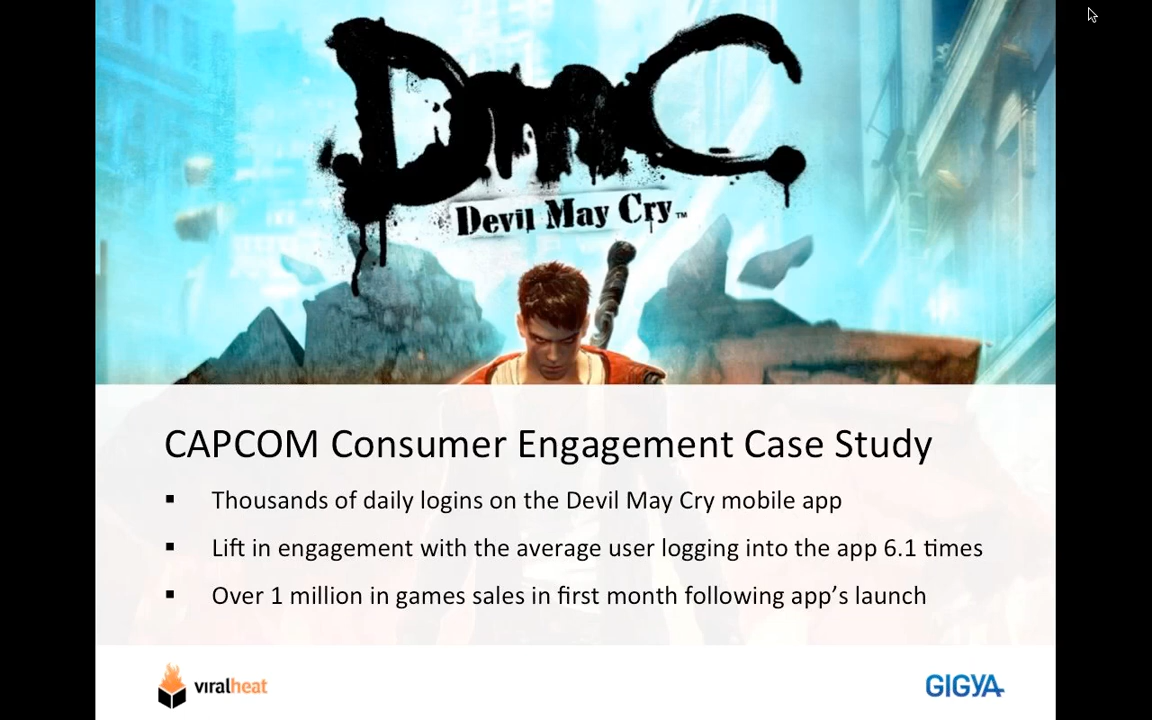 DmC
Devil May Cry™
CAPCOM Consumer Engagement Case Study
▪ Thousands of daily logins on the Devil May Cry mobile app
▪ Lift in engagement with the average user logging into the app 6.1 times
▪ Over 1 million in games sales in first month following app’s launch
viralheat
GIGYA